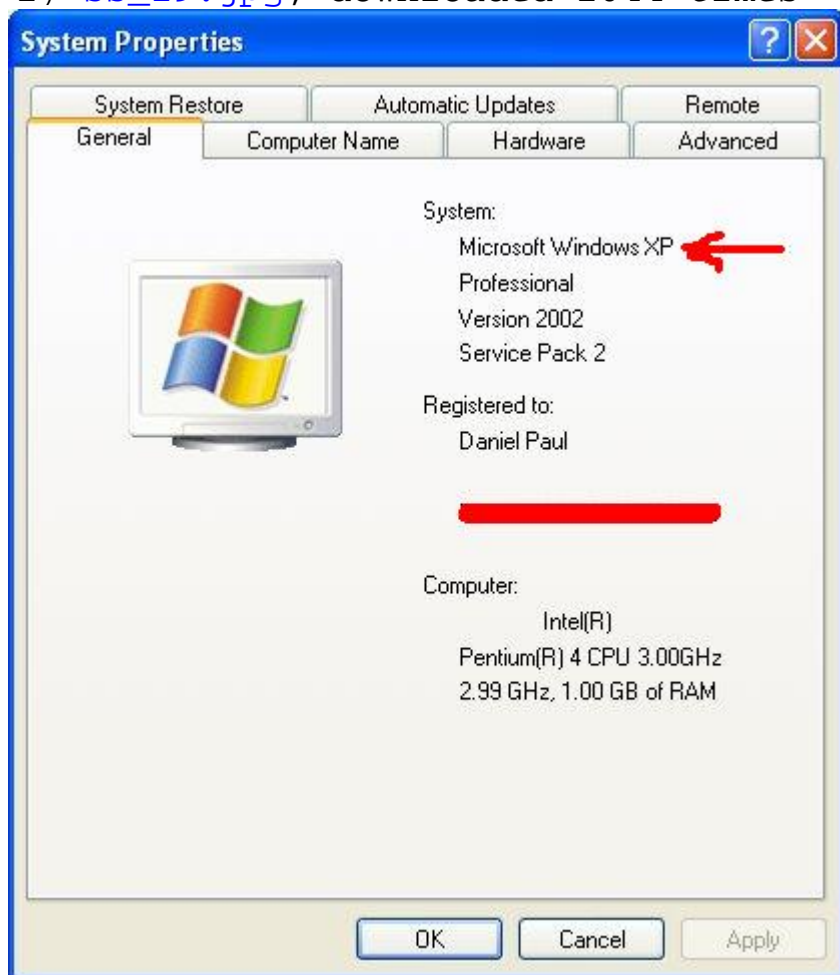 System Properties
System Restore Automatic Updates Remote
General Computer Name Hardware Advanced
System:
Microsoft Windows XP
Professional
Version 2002
Service Pack 2
Registered to:
Daniel Paul
Computer:
Intel(R)
Pentium(R) 4 CPU 3.00GHz
2.99 GHz, 1.00 GB of RAM
OK Cancel Apply